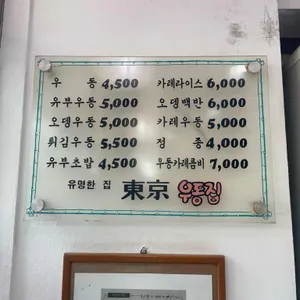 우동 4,500
유부우동 5,000
오뎅우동 5,000
튀김우동 5,500
유부초밥 4,500
카레라이스 6,000
오뎅백반 6,000
카레우동 5,000
정종 4,000
우동카레콤비 7,000
유명한 집 東京 우동집